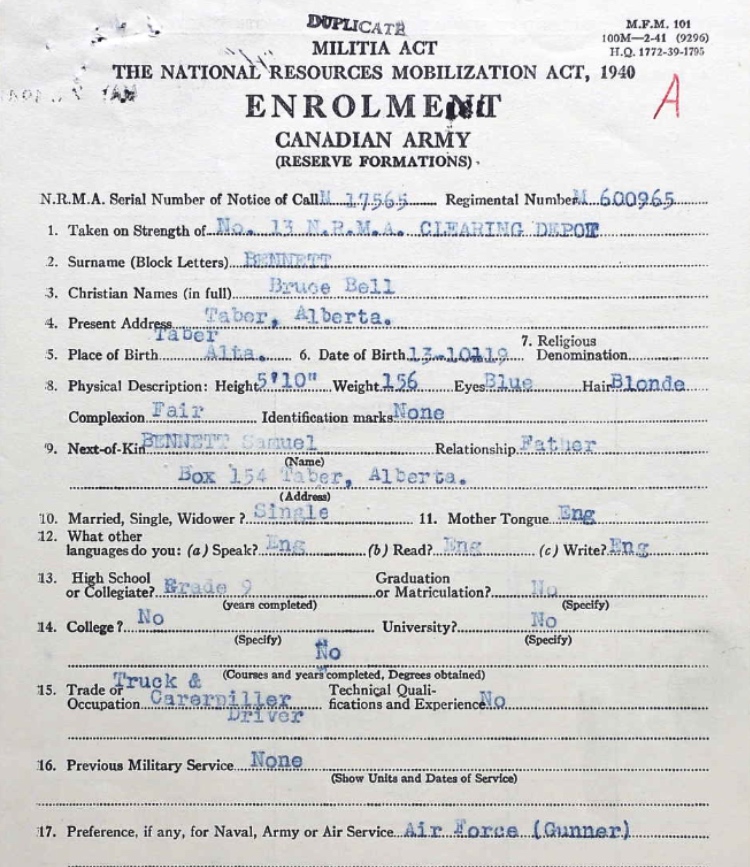 DUPLICATE
M.F.M. 101
100M—2-41 (9296)
H.Q. 1772-39-1795
MILITIA ACT
THE NATIONAL RESOURCES MOBILIZATION ACT, 1940
A
ENROLMENT
CANADIAN ARMY
(RESERVE FORMATIONS)
N.R.M.A. Serial Number of Notice of Call M 17565 Regimental Number M 600965
1. Taken on Strength of No. 13 N.R.M.A. CLEARING DEPOT
2. Surname (Block Letters) BENNETT
3. Christian Names (in full) Bruce Bell
4. Present Address Taber, Alberta.
5. Place of Birth Taber Alta. 6. Date of Birth 13-10-19 7. Religious Denomination
8. Physical Description: Height 5'10" Weight 156 Eyes Blue Hair Blonde
Complexion Fair Identification marks None
9. Next-of-Kin BENNETT Samuel Relationship Father
(Name)
Box 154 Taber, Alberta.
(Address)
10. Married, Single, Widower? Single 11. Mother Tongue Eng
12. What other
languages do you: (a) Speak? Eng (b) Read? Eng (c) Write? Eng
13. High School or Collegiate? Grade 9 Graduation or Matriculation? No
(years completed) (Specify)
14. College? No University? No
(Specify) (Specify)
No
(Courses and years completed, Degrees obtained)
15. Trade or Occupation Truck & Carerpiller Driver Technical Qualifications and Experience No
16. Previous Military Service None
(Show Units and Dates of Service)
17. Preference, if any, for Naval, Army or Air Service Air Force (Gunner)